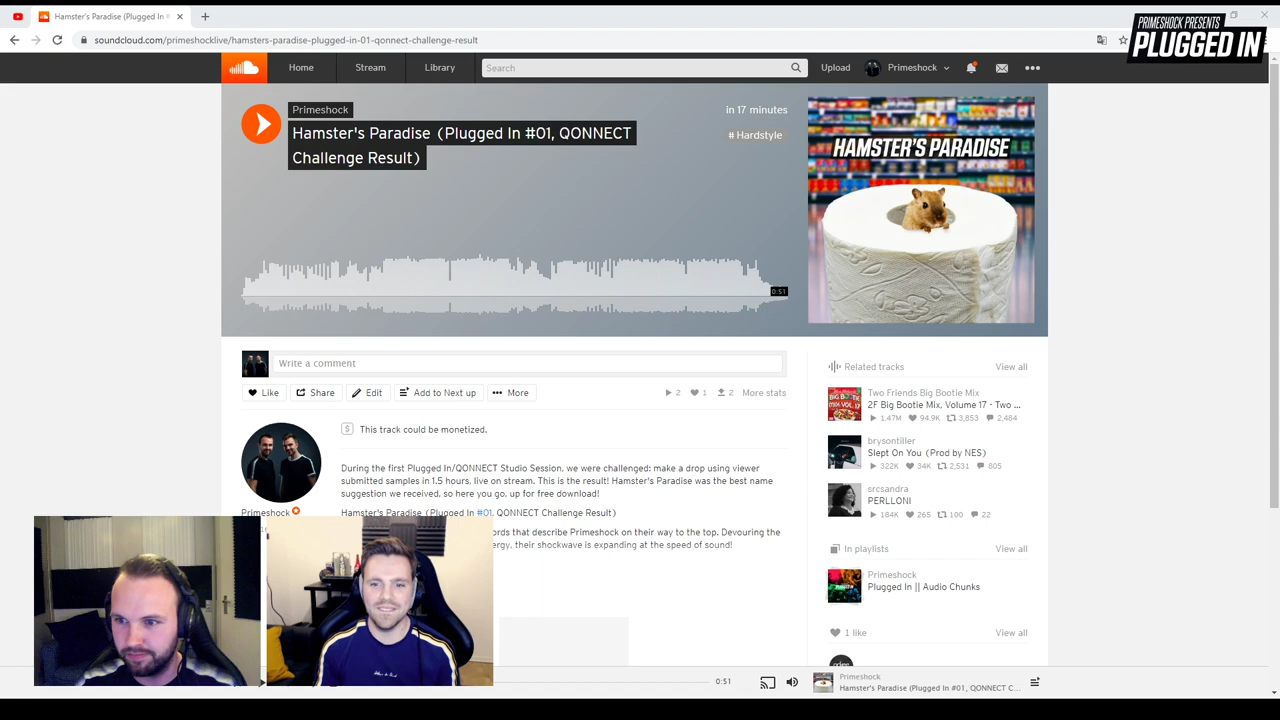 Hamster's Paradise (Plugged In #
soundcloud.com/primeshocklive/hamsters-paradise-plugged-in-01-qonnect-challenge-result
PRIMESHOCK PRESENTS
PLUGGED IN
Home
Stream
Library
Search
Upload
Primeshock
Primeshock
in 17 minutes
Hamster's Paradise (Plugged In #01, QONNECT
# Hardstyle
Challenge Result)
HAMSTER'S PARADISE
0:51
Write a comment
Like
Share
Edit
Add to Next up
More
2
1
2
More stats
This track could be monetized.
During the first Plugged In/QONNECT Studio Session, we were challenged: make a drop using viewer
submitted samples in 1.5 hours, live on stream. This is the result! Hamster's Paradise was the best name
suggestion we received, so here you go, up for free download!
Primeshock
Hamster's Paradise (Plugged In #01, QONNECT Challenge Result)
ords that describe Primeshock on their way to the top. Devouring the
ergy, their shockwave is expanding at the speed of sound!
Related tracks
View all
Two Friends Big Bootie Mix
2F Big Bootie Mix, Volume 17 - Two ...
1.47M 94.9K 3,853 2,484
brysontiller
Slept On You (Prod by NES)
322K 34K 2,531 805
srcsandra
PERLLONI
184K 265 100 22
In playlists
View all
Primeshock
Plugged In || Audio Chunks
1 like
View all
0:51
Primeshock
Hamster's Paradise (Plugged In #01, QONNECT C...